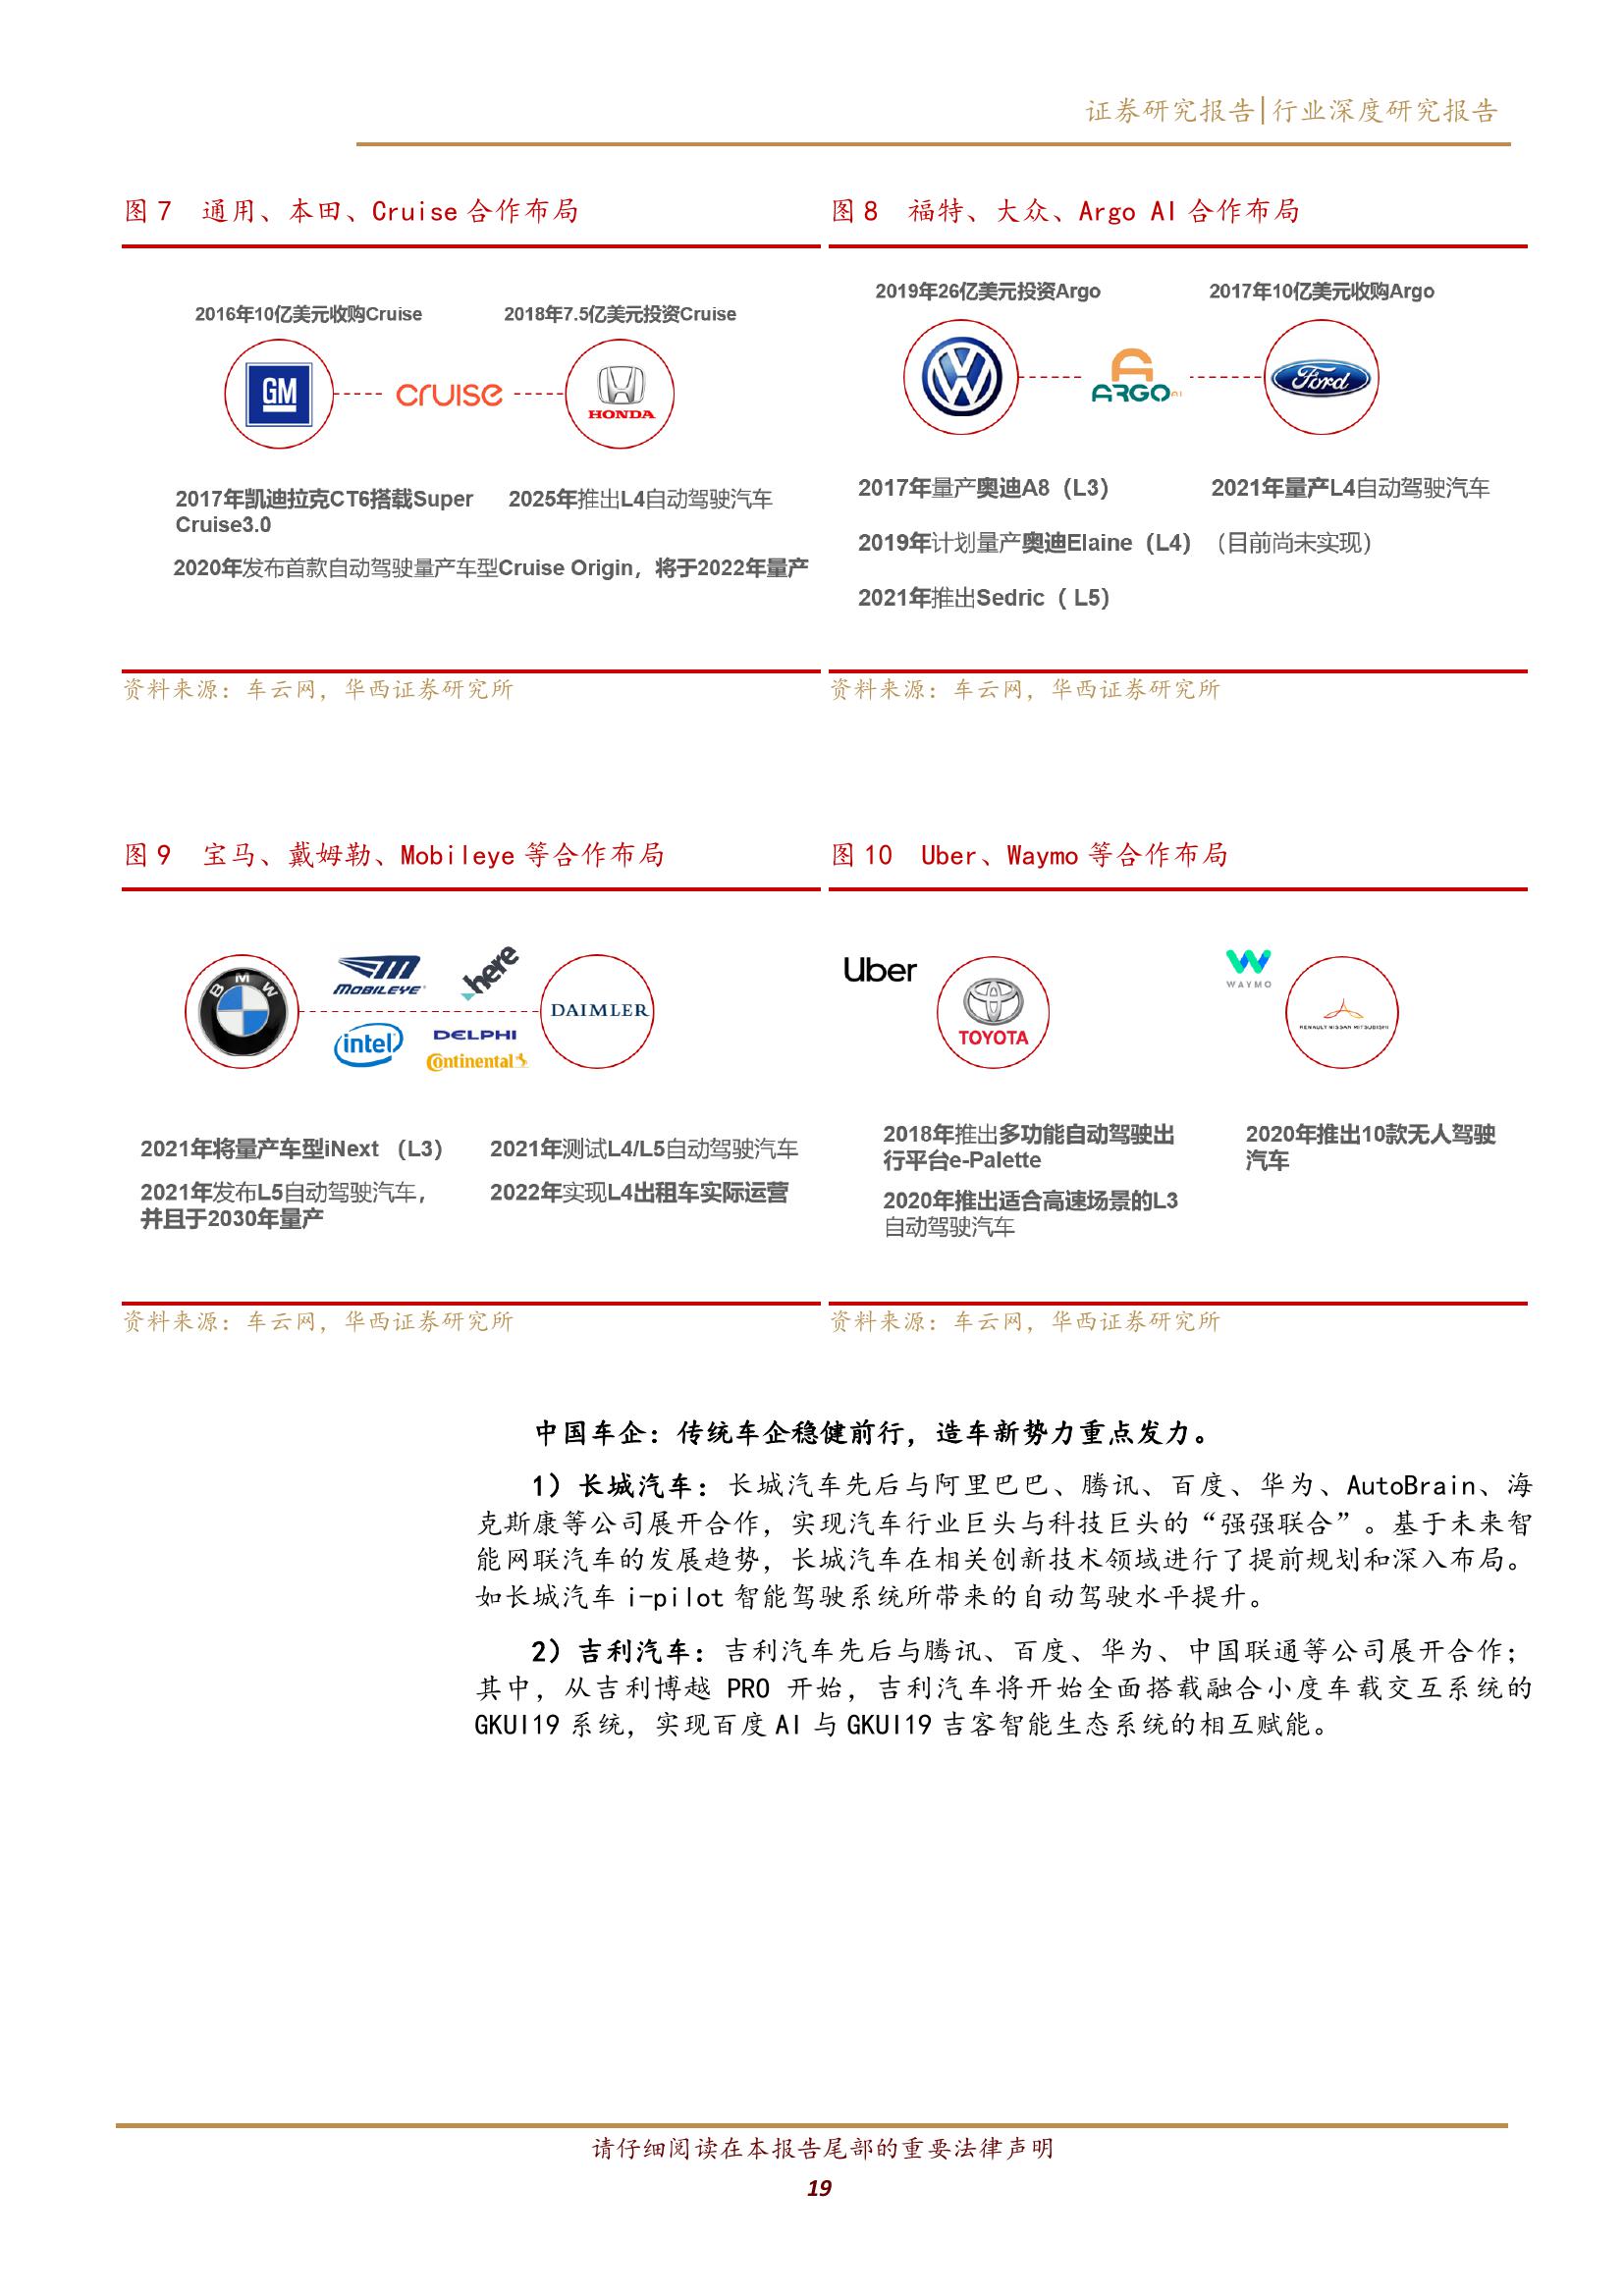 证券研究报告|行业深度研究报告
图 7 通用、本田、Cruise 合作布局
2016年10亿美元收购Cruise
2018年7.5亿美元投资Cruise
GM
cruise
HONDA
2017年凯迪拉克CT6搭载Super
Cruise3.0
2025年推出L4自动驾驶汽车
2020年发布首款自动驾驶量产车型Cruise Origin，将于2022年量产
资料来源：车云网，华西证券研究所
图 8 福特、大众、Argo AI 合作布局
2019年26亿美元投资Argo
2017年10亿美元收购Argo
ARGO AI
Ford
2017年量产奥迪A8（L3）
2021年量产L4自动驾驶汽车
2019年计划量产奥迪Elaine（L4）（目前尚未实现）
2021年推出Sedric（ L5）
资料来源：车云网，华西证券研究所
图 9 宝马、戴姆勒、Mobileye 等合作布局
BMW
MOBILEYE
here
intel
DELPHI
Continental
DAIMLER
2021年将量产车型iNext （L3）
2021年发布L5自动驾驶汽车，
并且于2030年量产
2021年测试L4/L5自动驾驶汽车
2022年实现L4出租车实际运营
资料来源：车云网，华西证券研究所
图 10 Uber、Waymo 等合作布局
Uber
TOYOTA
WAYMO
RENAULT NISSAN MITSUBISHI
2018年推出多功能自动驾驶出
行平台e-Palette
2020年推出适合高速场景的L3
自动驾驶汽车
2020年推出10款无人驾驶
汽车
资料来源：车云网，华西证券研究所
中国车企：传统车企稳健前行，造车新势力重点发力。
1）长城汽车：长城汽车先后与阿里巴巴、腾讯、百度、华为、AutoBrain、海
克斯康等公司展开合作，实现汽车行业巨头与科技巨头的“强强联合”。基于未来智
能网联汽车的发展趋势，长城汽车在相关创新技术领域进行了提前规划和深入布局。
如长城汽车 i-pilot 智能驾驶系统所带来的自动驾驶水平提升。
2）吉利汽车：吉利汽车先后与腾讯、百度、华为、中国联通等公司展开合作；
其中，从吉利博越 PRO 开始，吉利汽车将开始全面搭载融合小度车载交互系统的
GKUI19 系统，实现百度 AI 与 GKUI19 吉客智能生态系统的相互赋能。
请仔细阅读在本报告尾部的重要法律声明
19